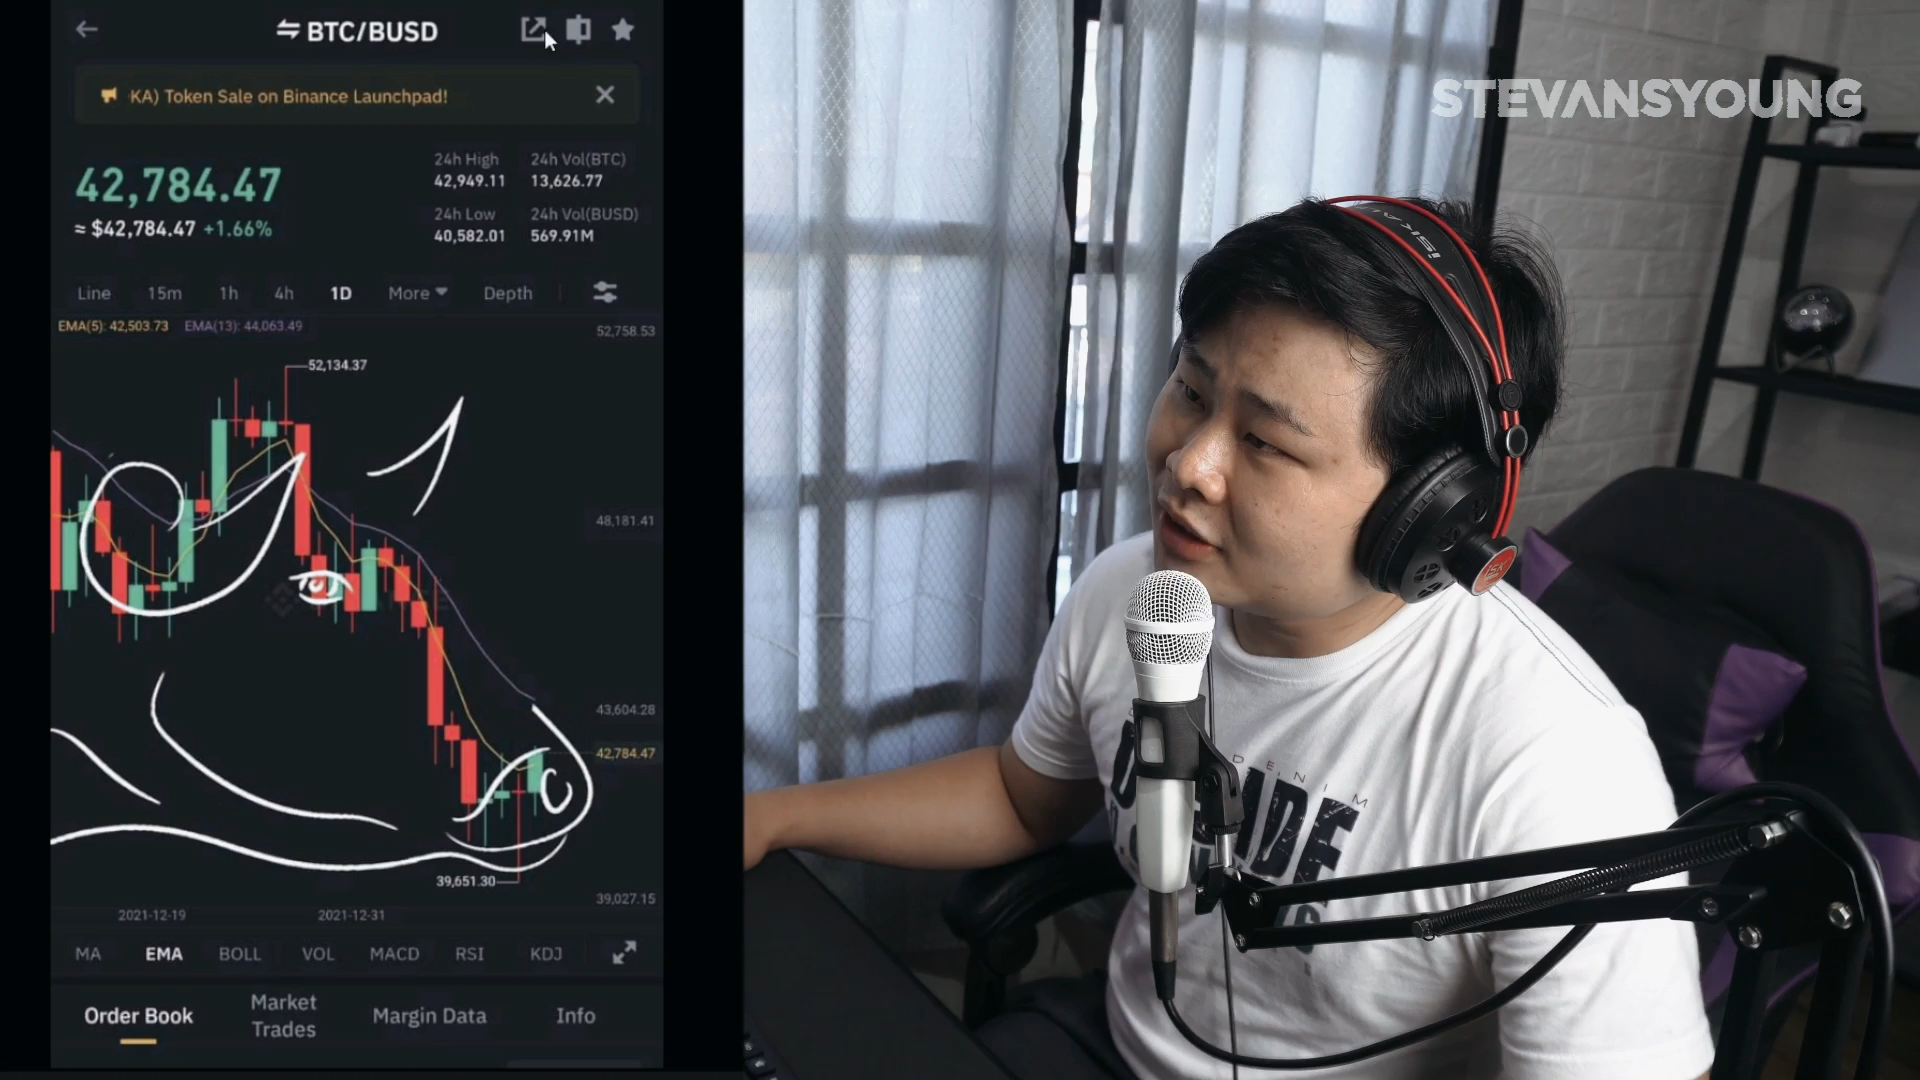 BTC/BUSD
KA) Token Sale on Binance Launchpad!
42,784.47
≈ $42,784.47 +1.66%
24h High
42,949.11
24h Vol(BTC)
13,626.77
24h Low
40,582.01
24h Vol(BUSD)
569.91M
Line 15m 1h 4h 1D More Depth
EMA(5): 42,503.73 EMA(13): 44,063.49
52,758.53
52,134.37
48,181.41
43,604.28
42,784.47
39,651.30
39,027.15
2021-12-19 2021-12-31
MA EMA BOLL VOL MACD RSI KDJ
Order Book
Market
Trades
Margin Data
Info
STEVANSYOUNG
iSK
iSK
DENIM